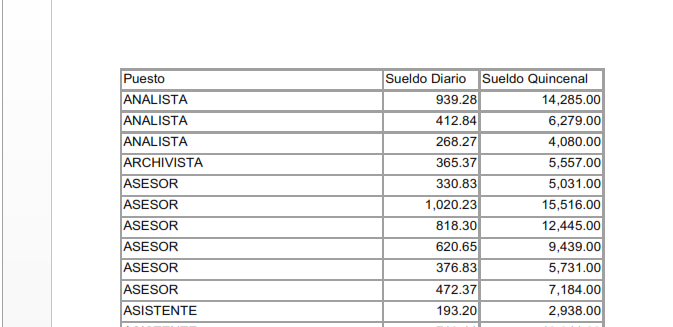 Puesto Sueldo Diario Sueldo Quincenal
ANALISTA 939.28 14,285.00
ANALISTA 412.84 6,279.00
ANALISTA 268.27 4,080.00
ARCHIVISTA 365.37 5,557.00
ASESOR 330.83 5,031.00
ASESOR 1,020.23 15,516.00
ASESOR 818.30 12,445.00
ASESOR 620.65 9,439.00
ASESOR 376.83 5,731.00
ASESOR 472.37 7,184.00
ASISTENTE 193.20 2,938.00